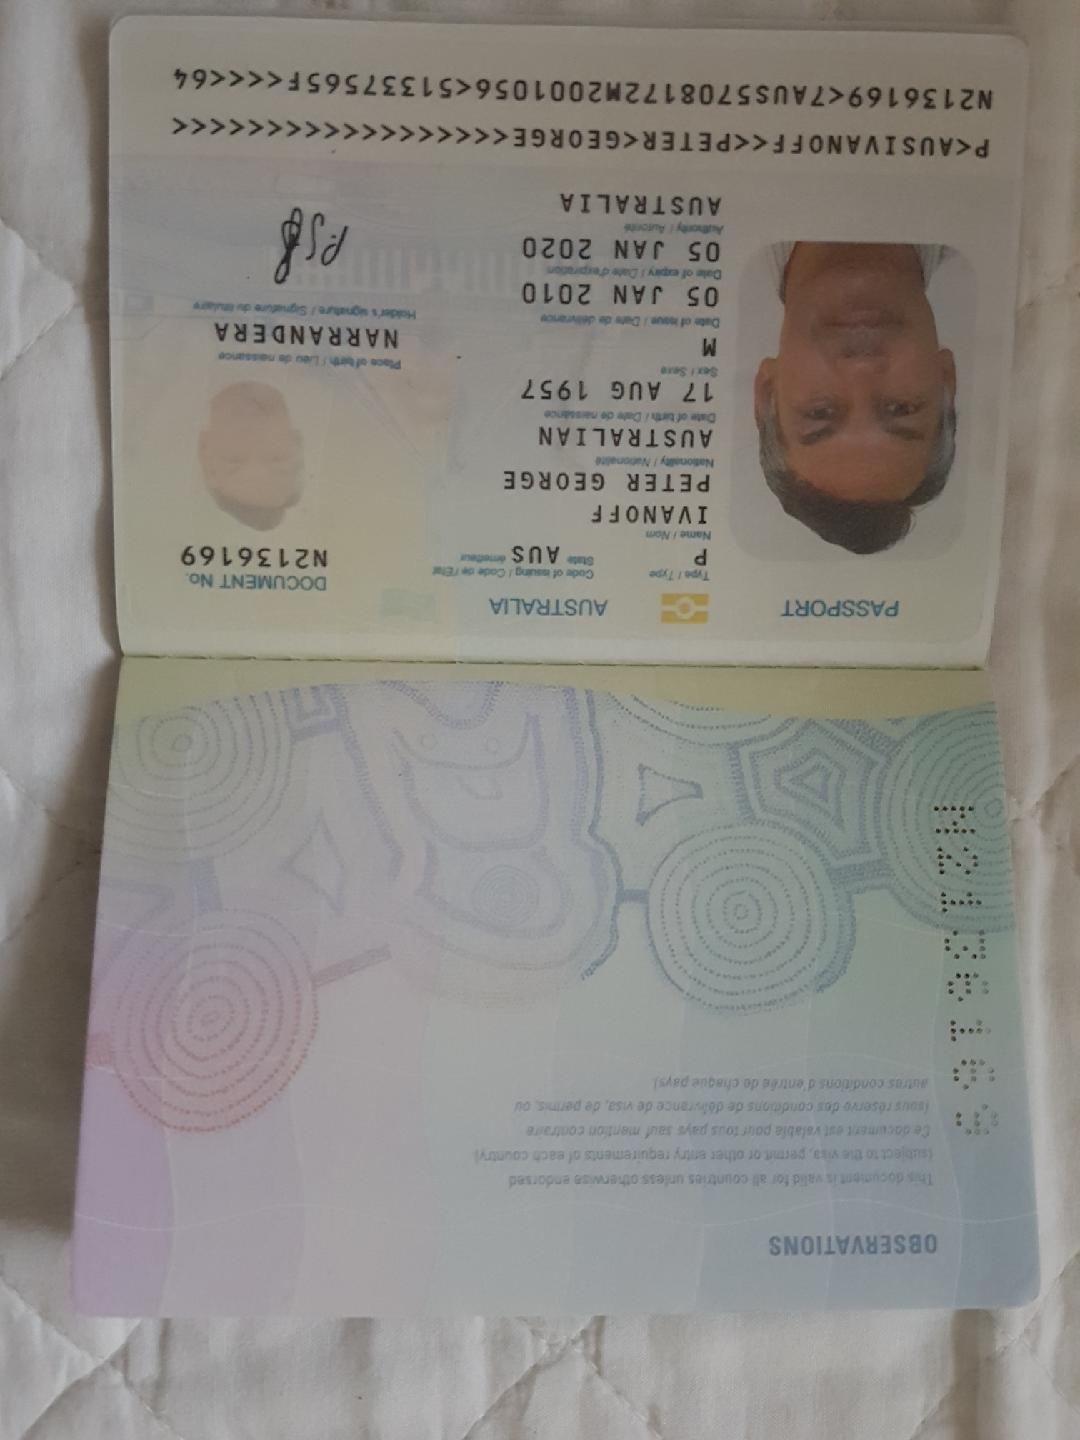 OBSERVATIONS
This document is valid for all countries unless otherwise endorsed
(subject to the visa, permit or other entry requirements of each country)
Ce document est valable pour tous pays sauf mention contraire
(sous réserve des conditions de délivrance de visa, de permis, ou
autres conditions d'entrée de chaque pays)
PASSPORT
AUSTRALIA
DOCUMENT No.
N2136169
Type / Type
P
Code of issuing / Code de l'État
State émetteur
AUS
Name / Nom
IVANOFF
PETER GEORGE
Nationality / Nationalité
AUSTRALIAN
Date of birth / Date de naissance
17 AUG 1957
Sex / Sexe
M
Place of birth / Lieu de naissance
NARRANDERA
Date of issue / Date de délivrance
05 JAN 2010
Holder's signature / Signature du titulaire
Date of expiry / Date d'expiration
05 JAN 2020
Authority / Autorité
AUSTRALIA
P<AUSIVANOFF<<PETER<GEORGE<<<<<<<<<<<<<<<<<<
N2136169<7AUS5708172M2001056<51337565F<<<<64